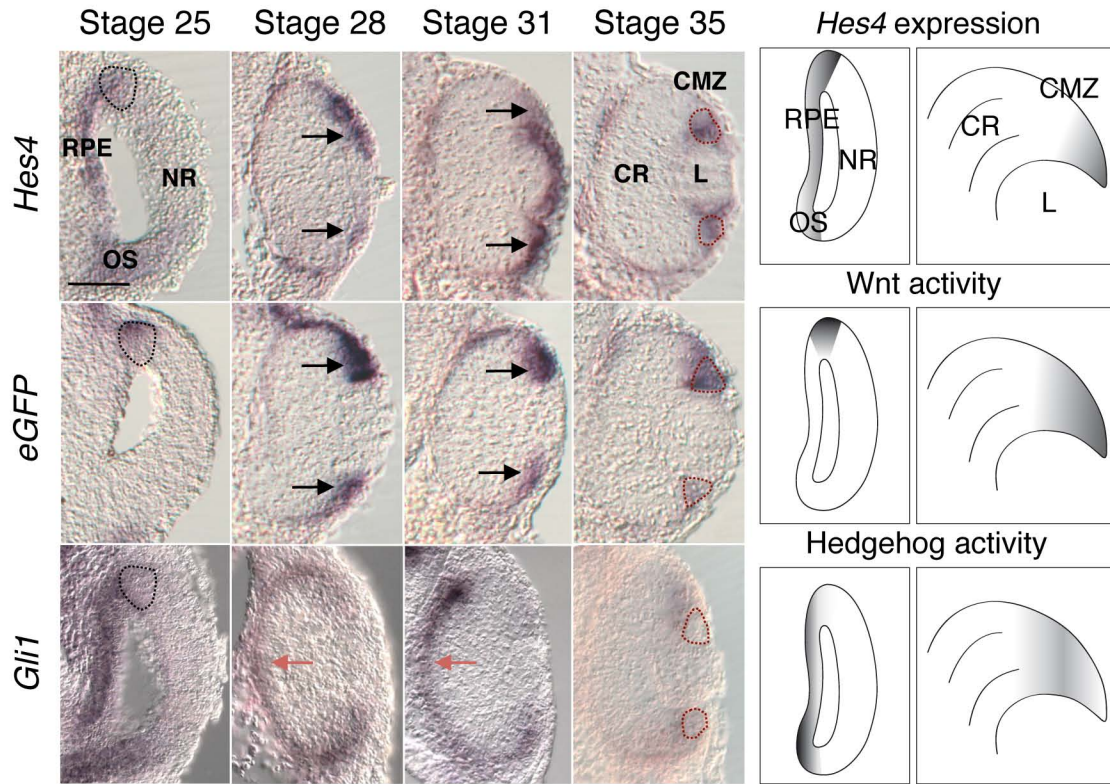 Stage 25 Stage 28 Stage 31 Stage 35 Hes4 expression
Hes4
RPE NR OS
CMZ CR L
RPE NR OS
CMZ CR L
Wnt activity
eGFP
Hedgehog activity
Gli1